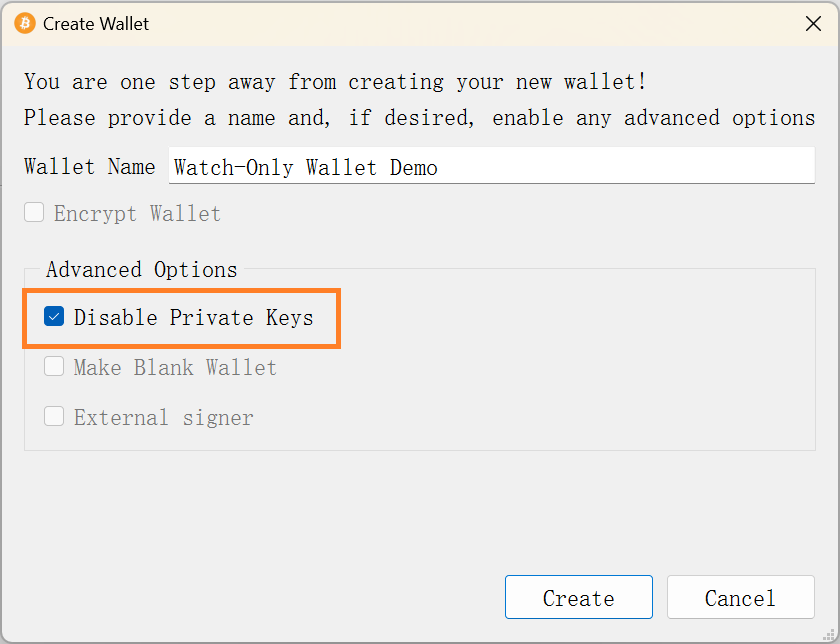 Create Wallet
You are one step away from creating your new wallet!
Please provide a name and, if desired, enable any advanced options
Wallet Name Watch-Only Wallet Demo
Encrypt Wallet
Advanced Options
Disable Private Keys
Make Blank Wallet
External signer
Create Cancel